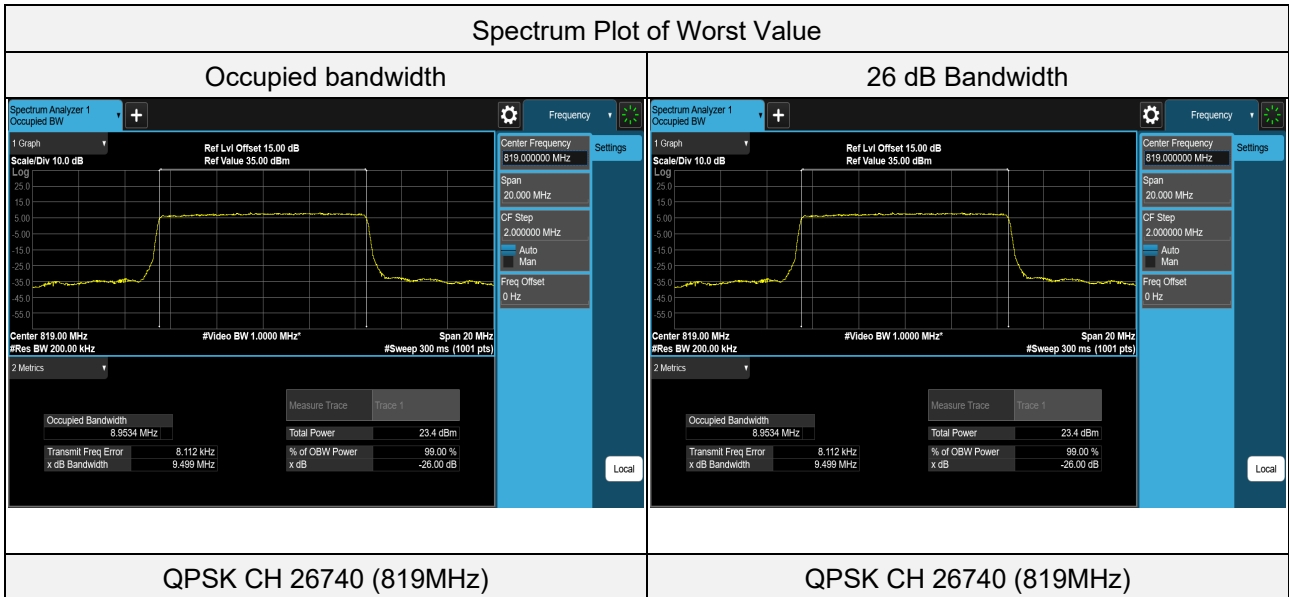 Spectrum Plot of Worst Value
Occupied bandwidth
26 dB Bandwidth
Spectrum Analyzer 1
Occupied BW
+
Frequency
1 Graph
Ref Lvl Offset 15.00 dB
Scale/Div 10.0 dB
Ref Value 35.00 dBm
Log
25.0
15.0
5.00
-5.00
-15.0
-25.0
-35.0
-45.0
-55.0
Center 819.00 MHz
#Video BW 1.0000 MHz*
Span 20 MHz
#Res BW 200.00 kHz
#Sweep 300 ms (1001 pts)
Center Frequency
819.000000 MHz
Settings
Span
20.000 MHz
CF Step
2.000000 MHz
Auto
Man
Freq Offset
0 Hz
Local
2 Metrics
Measure Trace Trace 1
Occupied Bandwidth
8.9534 MHz
Total Power 23.4 dBm
Transmit Freq Error 8.112 kHz
% of OBW Power 99.00 %
x dB Bandwidth 9.499 MHz
x dB -26.00 dB
Spectrum Analyzer 1
Occupied BW
+
Frequency
1 Graph
Ref Lvl Offset 15.00 dB
Scale/Div 10.0 dB
Ref Value 35.00 dBm
Log
25.0
15.0
5.00
-5.00
-15.0
-25.0
-35.0
-45.0
-55.0
Center 819.00 MHz
#Video BW 1.0000 MHz*
Span 20 MHz
#Res BW 200.00 kHz
#Sweep 300 ms (1001 pts)
Center Frequency
819.000000 MHz
Settings
Span
20.000 MHz
CF Step
2.000000 MHz
Auto
Man
Freq Offset
0 Hz
Local
2 Metrics
Measure Trace Trace 1
Occupied Bandwidth
8.9534 MHz
Total Power 23.4 dBm
Transmit Freq Error 8.112 kHz
% of OBW Power 99.00 %
x dB Bandwidth 9.499 MHz
x dB -26.00 dB
QPSK CH 26740 (819MHz)
QPSK CH 26740 (819MHz)